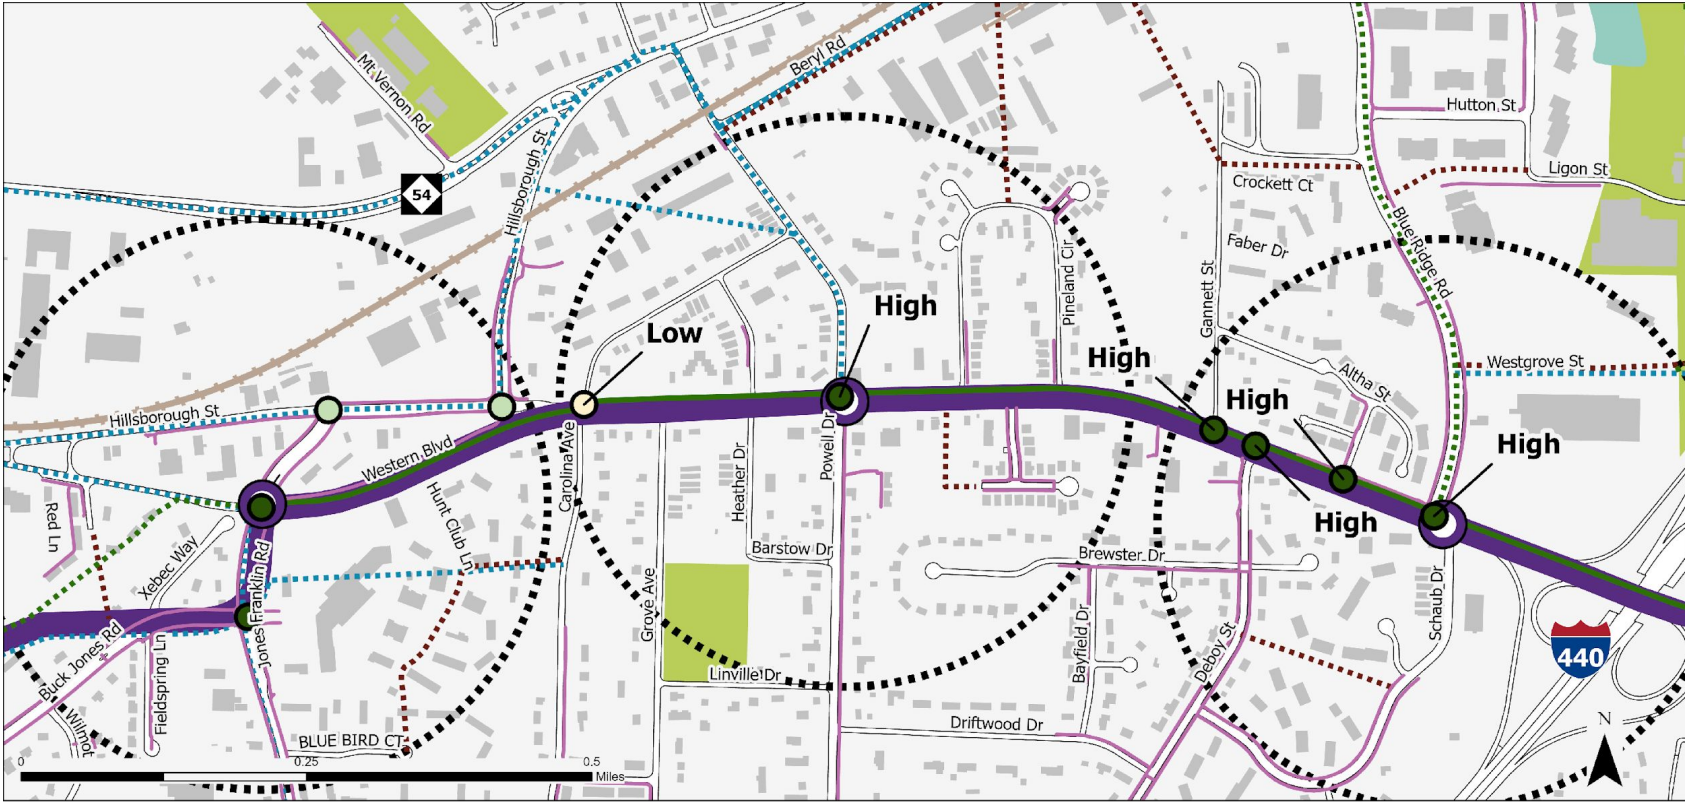 Mt Vernon Rd
Beryl Rd
Hutton St
54
Hillsborough St
Ligon St
Crockett Ct
Blue Ridge Rd
Faber Dr
Pineland Cir
Gannett St
High
Low
High
Westgrove St
Altha St
High
Hillsborough St
High
Western Blvd
Carolina Ave
Powell Dr
Heather Dr
Hunt Club Ln
Red Ln
High
Barstow Dr
Brewster Dr
Xebec Way
Jones Franklin Rd
Grove Ave
Schaub Dr
Buck Jones Rd
Fieldspring Ln
Bayfield Dr
Deboy St
440
Linville Dr
Wilmot
BLUE BIRD CT
Driftwood Dr
N
0
0.25
0.5
Miles